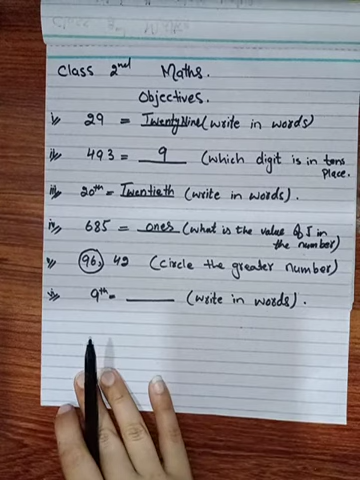 Class 2nd Maths.
Objectives.
i) 29 = Twenty Nine (write in words)
ii) 493 = 9 (which digit is in tens place.
iii) 20th = Twentieth (write in words).
iv) 685 = ones (what is the value of 5 in the number)
v) 96, 42 (circle the greater number)
vi) 9th = ______ (write in words).